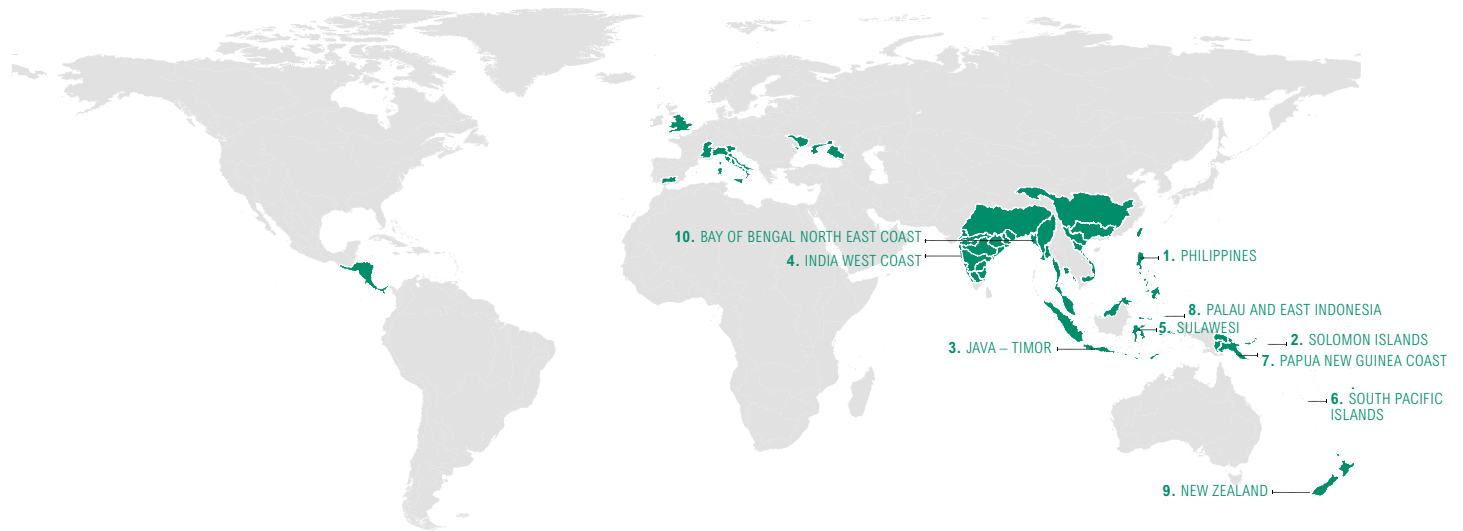 10. BAY OF BENGAL NORTH EAST COAST
4. INDIA WEST COAST
1. PHILIPPINES
8. PALAU AND EAST INDONESIA
5. SULAWESI
2. SOLOMON ISLANDS
3. JAVA – TIMOR
7. PAPUA NEW GUINEA COAST
6. SOUTH PACIFIC
ISLANDS
9. NEW ZEALAND